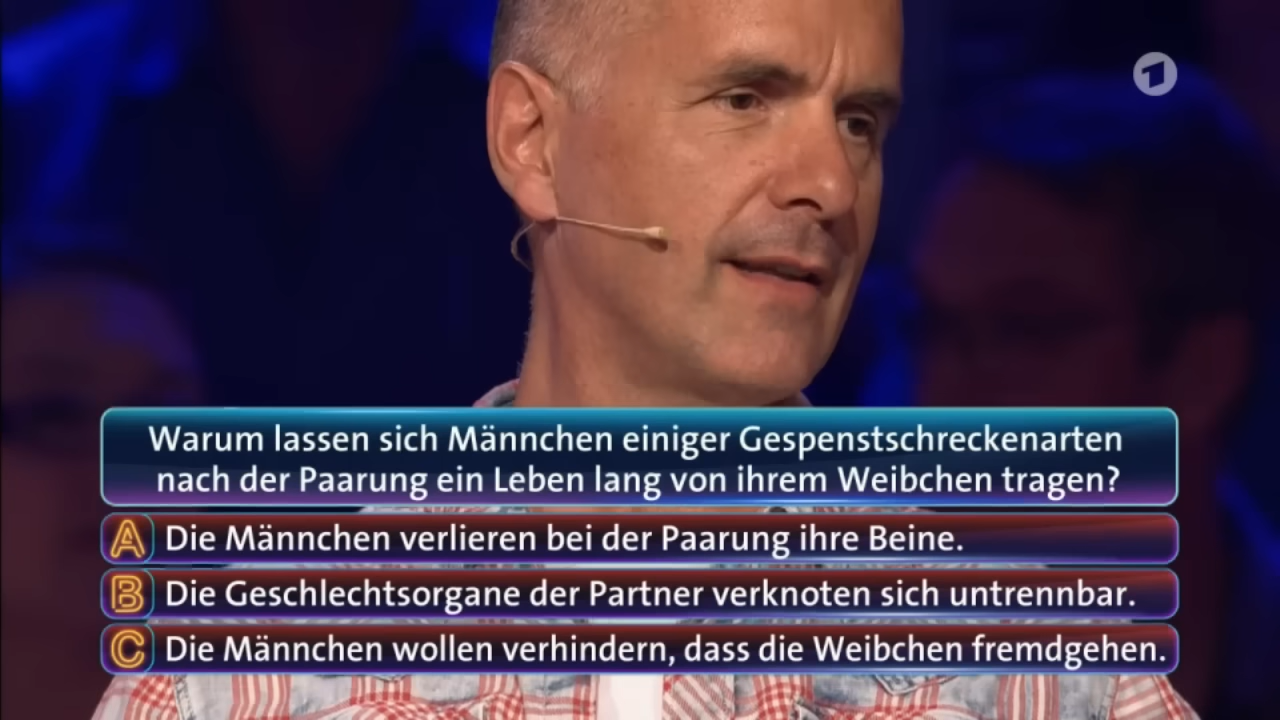 1
Warum lassen sich Männchen einiger Gespenstschreckenarten
nach der Paarung ein Leben lang von ihrem Weibchen tragen?
A Die Männchen verlieren bei der Paarung ihre Beine.
B Die Geschlechtsorgane der Partner verknoten sich untrennbar.
C Die Männchen wollen verhindern, dass die Weibchen fremdgehen.